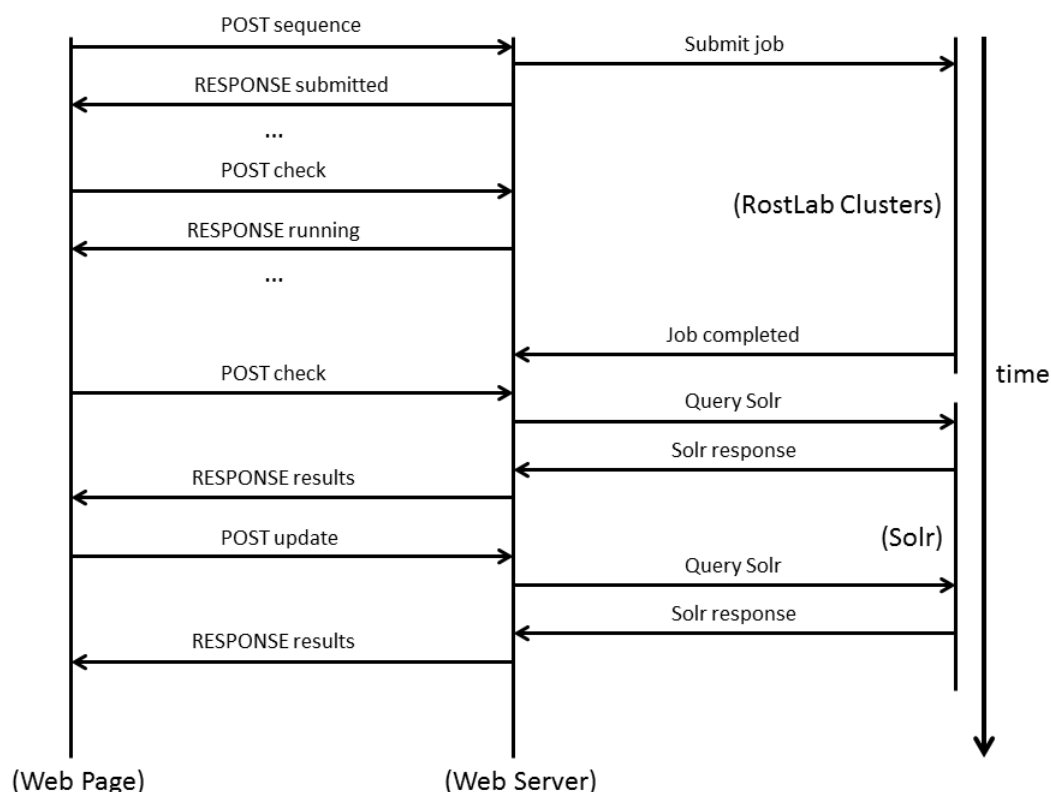 POST sequence
Submit job
RESPONSE submitted
...
POST check
(RostLab Clusters)
RESPONSE running
...
Job completed
POST check
time
Query Solr
Solr response
RESPONSE results
POST update
(Solr)
Query Solr
Solr response
RESPONSE results
(Web Page)
(Web Server)